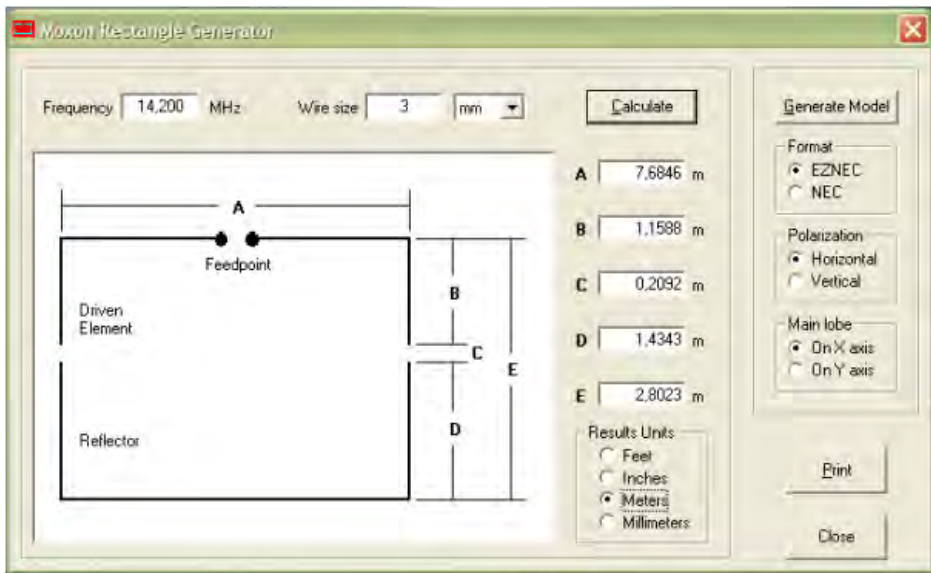 Moxon Rectangle Generator
Frequency 14,200 MHz Wire size 3 mm Calculate
Generate Model
Format
EZNEC
NEC
Polarization
Horizontal
Vertical
Main lobe
On X axis
On Y axis
Print
Close
A 7,6846 m
B 1,1588 m
C 0,2092 m
D 1,4343 m
E 2,8023 m
Results Units
Feet
Inches
Meters
Millimeters
A
Feedpoint
Driven
Element
B
C
E
D
Reflector